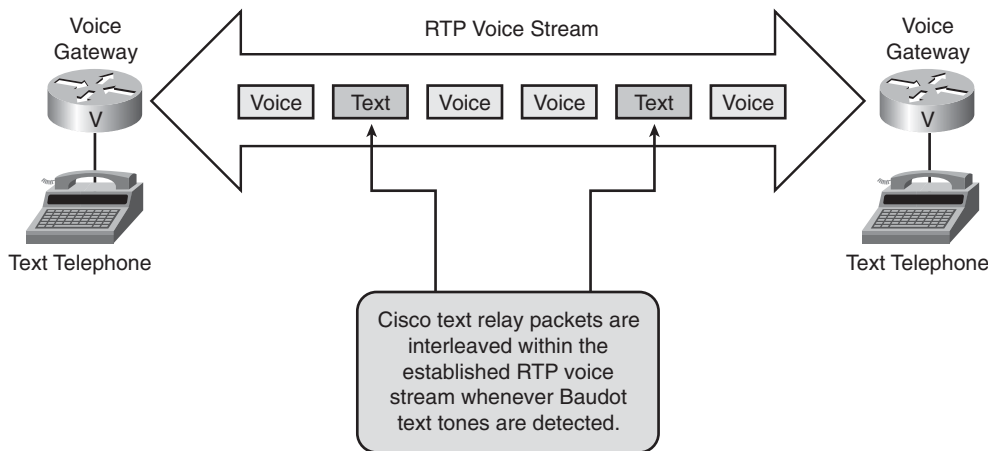 Voice
Gateway
RTP Voice Stream
Voice
Gateway
Voice
Text
Voice
Voice
Text
Voice
V
V
Text Telephone
Text Telephone
Cisco text relay packets are
interleaved within the
established RTP voice
stream whenever Baudot
text tones are detected.